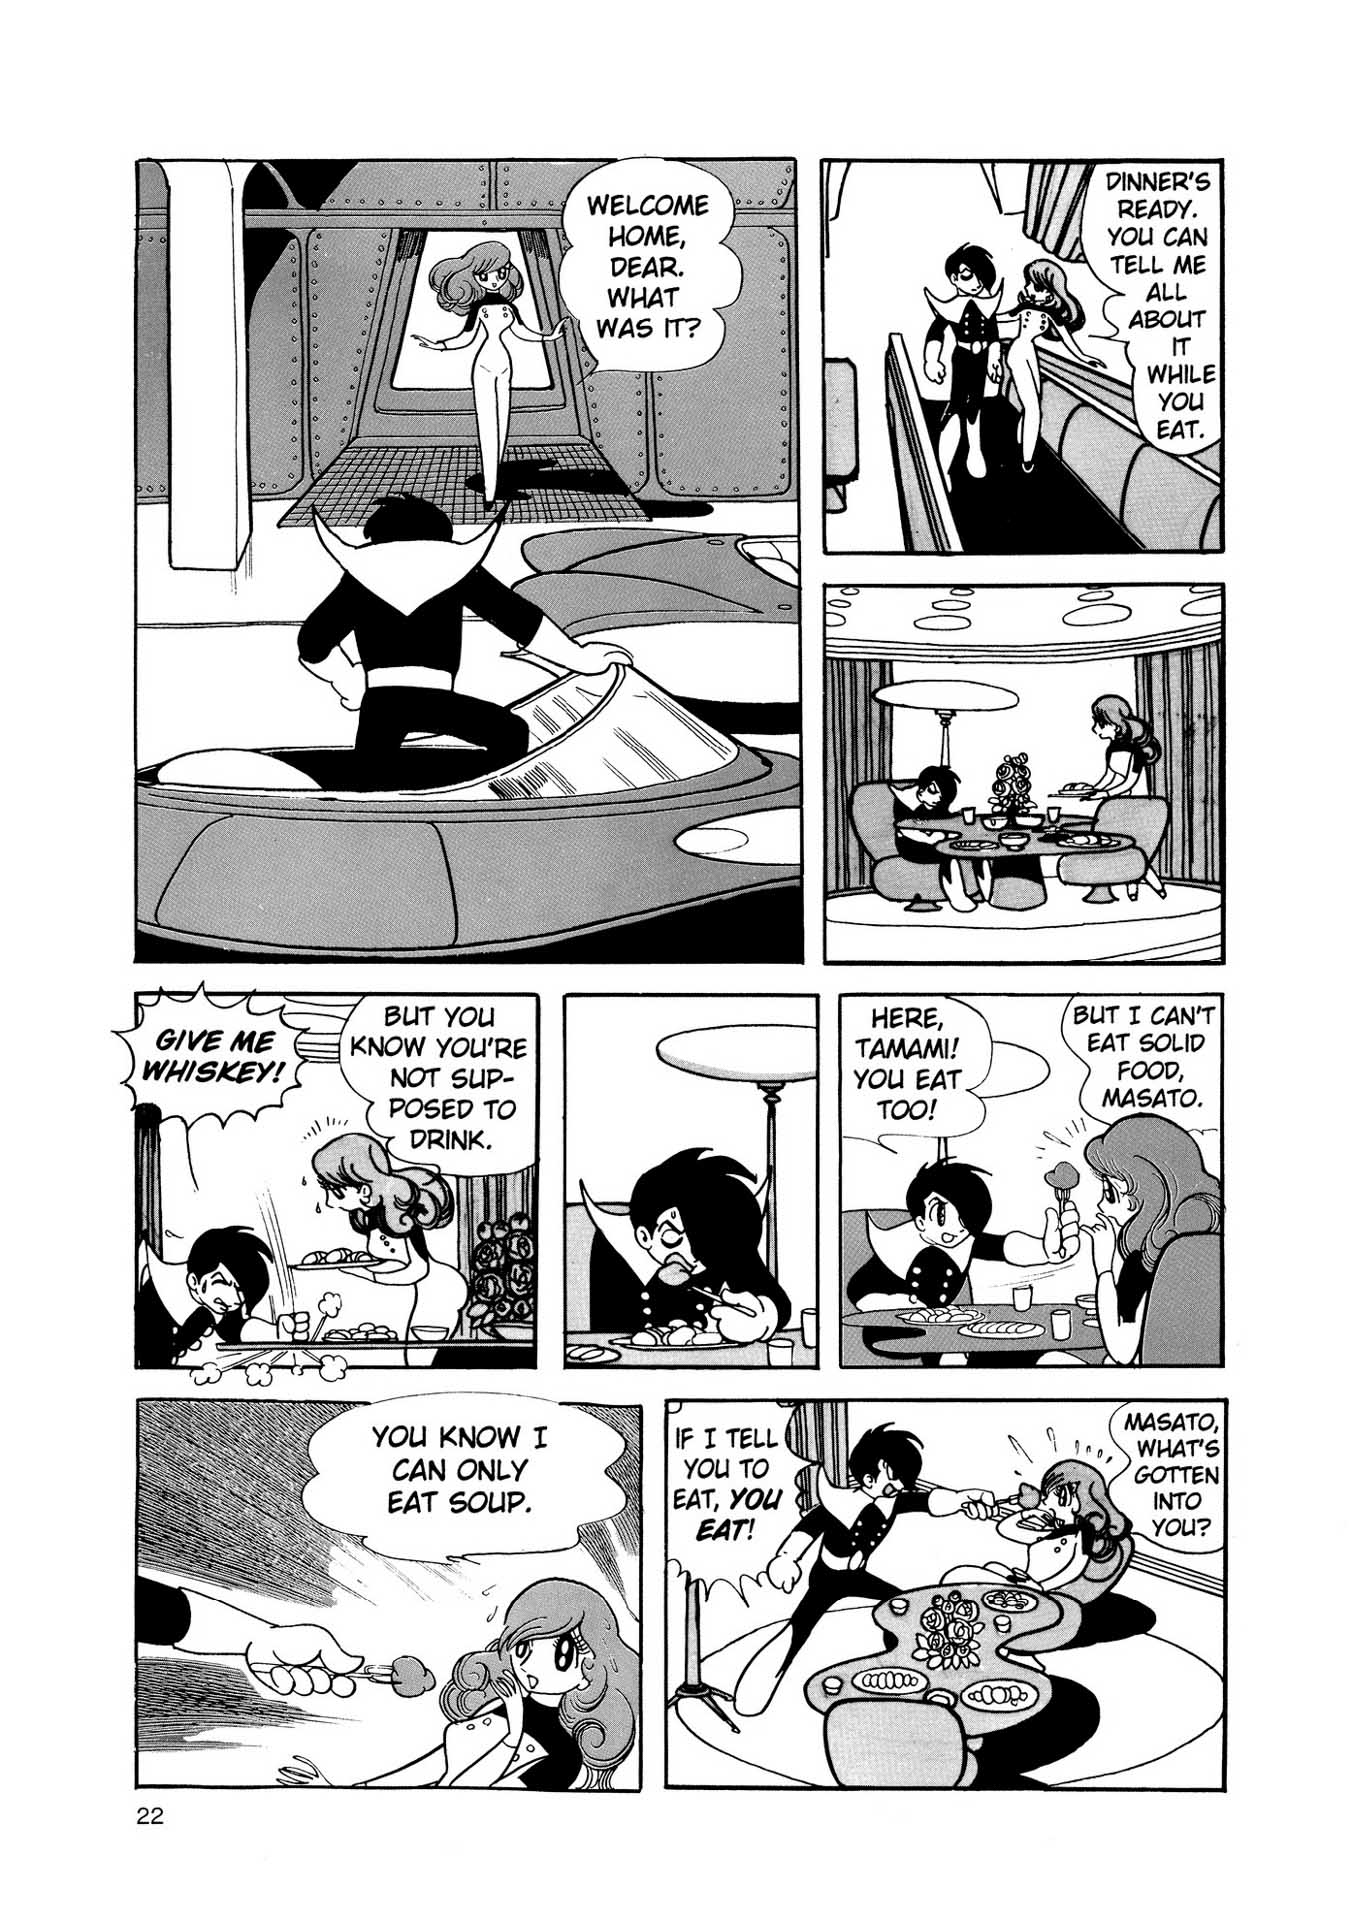 WELCOME
HOME,
DEAR.
WHAT
WAS IT?
DINNER'S
READY.
YOU CAN
TELL ME
ALL
ABOUT
IT
WHILE
YOU
EAT.
GIVE ME
WHISKEY!
BUT YOU
KNOW YOU'RE
NOT SUP-
POSED TO
DRINK.
HERE,
TAMAMI!
YOU EAT
TOO!
BUT I CAN'T
EAT SOLID
FOOD,
MASATO.
YOU KNOW I
CAN ONLY
EAT SOUP.
IF I TELL
YOU TO
EAT, YOU
EAT!
MASATO,
WHAT'S
GOTTEN
INTO
YOU?
22